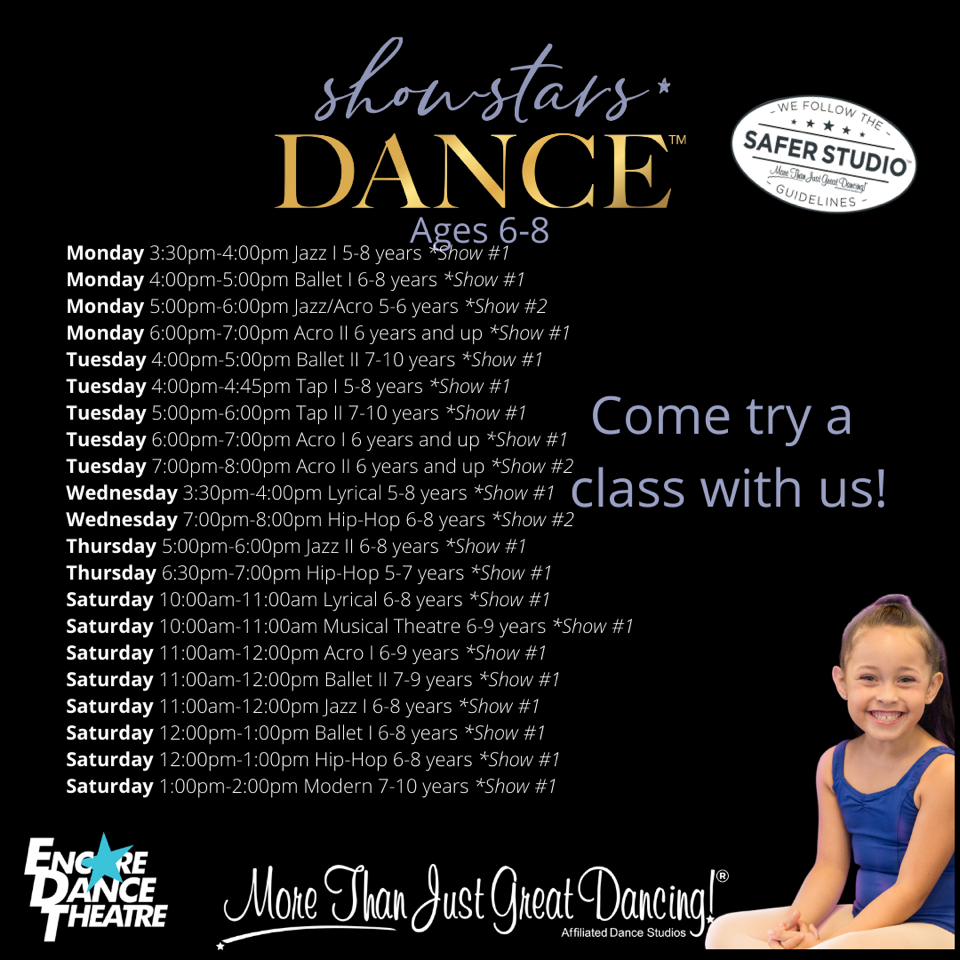 showstars
DANCE™
- WE FOLLOW THE -
SAFER STUDIO™
More Than Just Great Dancing!
- GUIDELINES -
Ages 6-8
Monday 3:30pm-4:00pm Jazz I 5-8 years *Show #1
Monday 4:00pm-5:00pm Ballet I 6-8 years *Show #1
Monday 5:00pm-6:00pm Jazz/Acro 5-6 years *Show #2
Monday 6:00pm-7:00pm Acro II 6 years and up *Show #1
Tuesday 4:00pm-5:00pm Ballet II 7-10 years *Show #1
Tuesday 4:00pm-4:45pm Tap I 5-8 years *Show #1
Tuesday 5:00pm-6:00pm Tap II 7-10 years *Show #1
Tuesday 6:00pm-7:00pm Acro I 6 years and up *Show #1
Tuesday 7:00pm-8:00pm Acro II 6 years and up *Show #2
Wednesday 3:30pm-4:00pm Lyrical 5-8 years *Show #1
Wednesday 7:00pm-8:00pm Hip-Hop 6-8 years *Show #2
Thursday 5:00pm-6:00pm Jazz II 6-8 years *Show #1
Thursday 6:30pm-7:00pm Hip-Hop 5-7 years *Show #1
Saturday 10:00am-11:00am Lyrical 6-8 years *Show #1
Saturday 10:00am-11:00am Musical Theatre 6-9 years *Show #1
Saturday 11:00am-12:00pm Acro I 6-9 years *Show #1
Saturday 11:00am-12:00pm Ballet II 7-9 years *Show #1
Saturday 11:00am-12:00pm Jazz I 6-8 years *Show #1
Saturday 12:00pm-1:00pm Ballet I 6-8 years *Show #1
Saturday 12:00pm-1:00pm Hip-Hop 6-8 years *Show #1
Saturday 1:00pm-2:00pm Modern 7-10 years *Show #1
Come try a
class with us!
ENCORE
DANCE
THEATRE
More Than Just Great Dancing!®
Affiliated Dance Studios